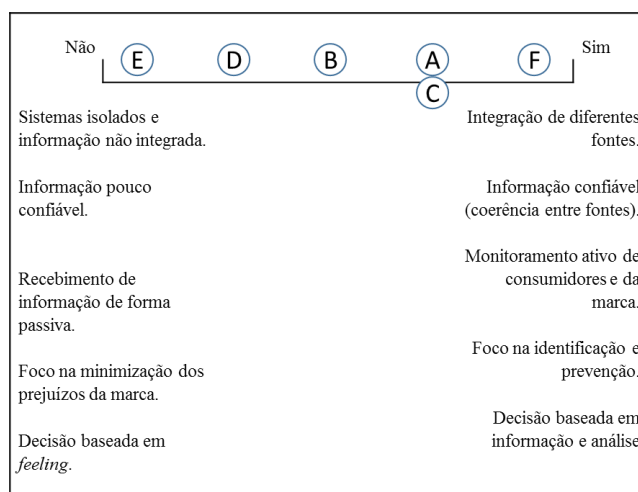 Não
E
D
B
A
F
Sim
C
Sistemas isolados e
informação não integrada.
Integração de diferentes
fontes.
Informação pouco
confiável.
Informação confiável
(coerência entre fontes).
Recebimento de
informação de forma
passiva.
Monitoramento ativo de
consumidores e da
marca.
Foco na minimização dos
prejuízos da marca.
Foco na identificação e
prevenção.
Decisão baseada em
feeling.
Decisão baseada em
informação e análise